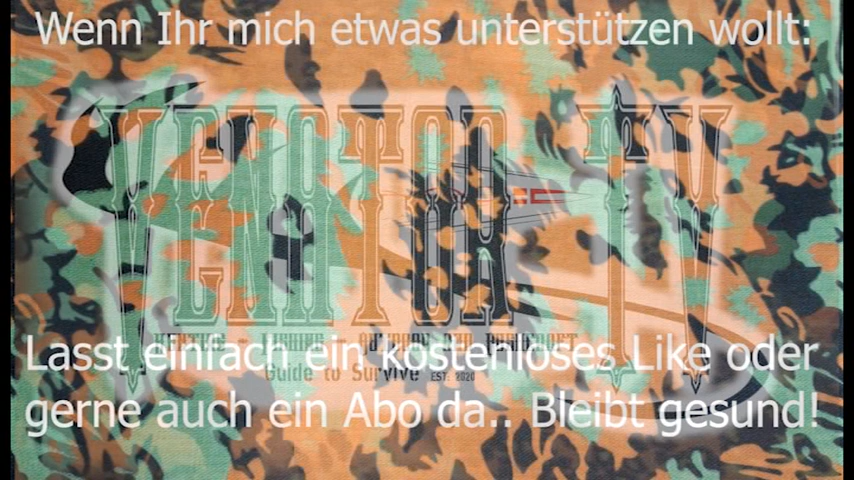 Wenn Ihr mich etwas unterstützen wollt:
VENATOR TV
Lasst einfach ein kostenloses Like oder
Guide to Survive EST. 2020
gerne auch ein Abo da.. Bleibt gesund!